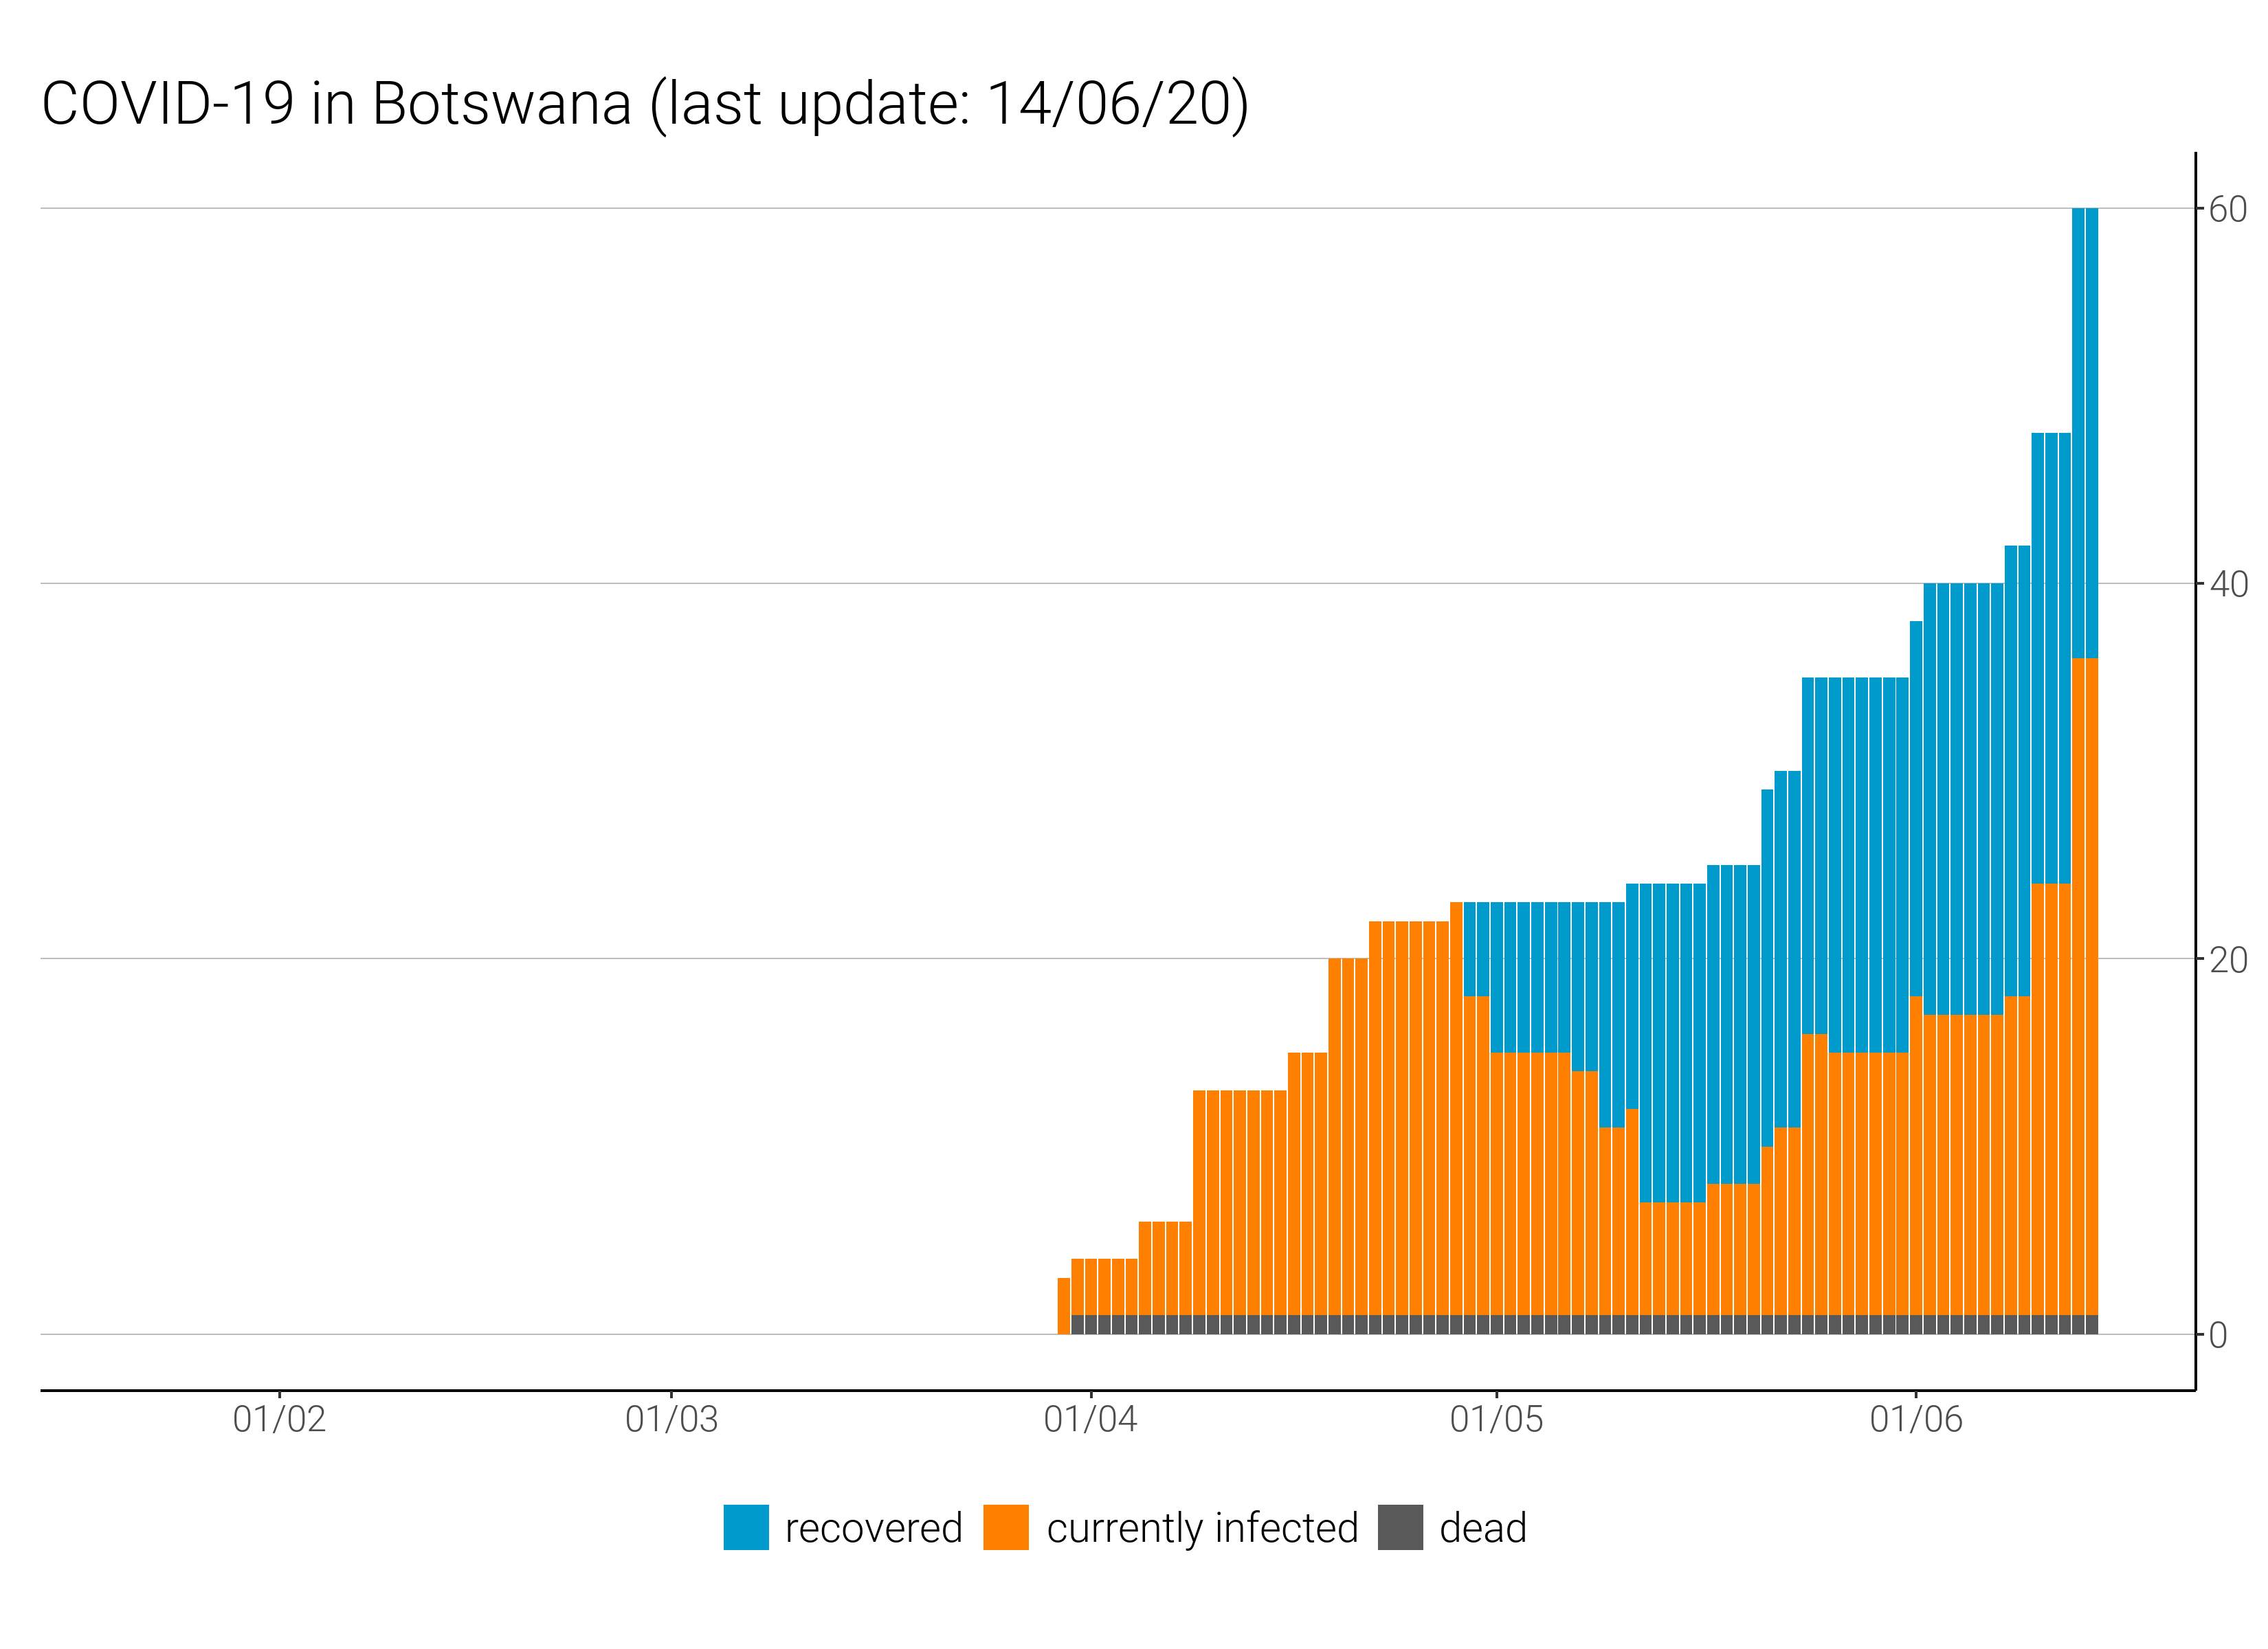 COVID-19 in Botswana (last update: 14/06/20)
60
40
20
0
01/02 01/03 01/04 01/05 01/06
recovered currently infected dead